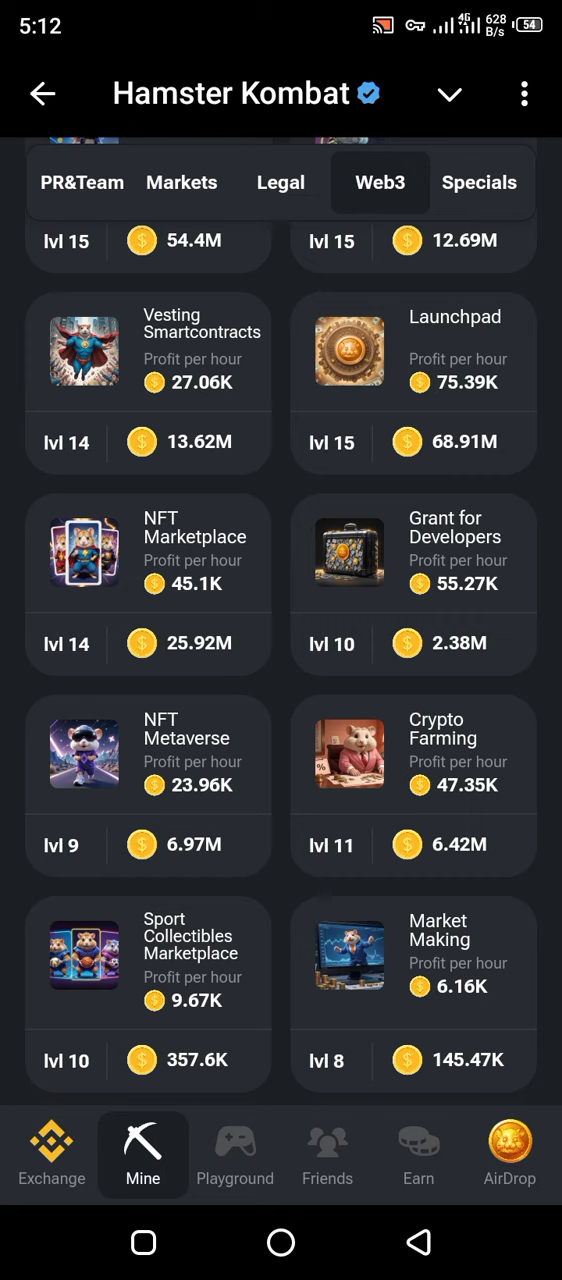 5:12
4G
628
B/s
54
Hamster Kombat
PR&Team Markets Legal Web3 Specials
lvl 15 54.4M
lvl 15 12.69M
Vesting
Smartcontracts
Profit per hour
27.06K
lvl 14 13.62M
Launchpad
Profit per hour
75.39K
lvl 15 68.91M
NFT
Marketplace
Profit per hour
45.1K
lvl 14 25.92M
Grant for
Developers
Profit per hour
55.27K
lvl 10 2.38M
NFT
Metaverse
Profit per hour
23.96K
lvl 9 6.97M
Crypto
Farming
Profit per hour
47.35K
lvl 11 6.42M
Sport
Collectibles
Marketplace
Profit per hour
9.67K
lvl 10 357.6K
Market
Making
Profit per hour
6.16K
lvl 8 145.47K
Exchange Mine Playground Friends Earn AirDrop